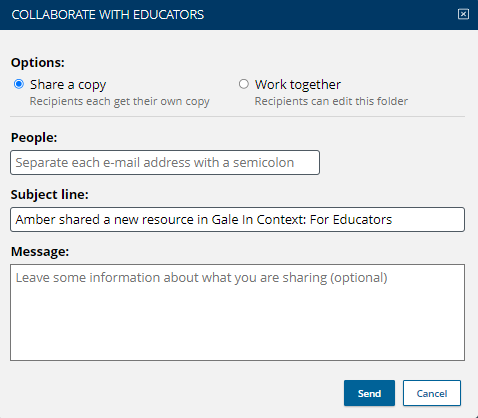 COLLABORATE WITH EDUCATORS
Options:
Share a copy
Recipients each get their own copy
Work together
Recipients can edit this folder
People:
Separate each e-mail address with a semicolon
Subject line:
Amber shared a new resource in Gale In Context: For Educators
Message:
Leave some information about what you are sharing (optional)
Send
Cancel